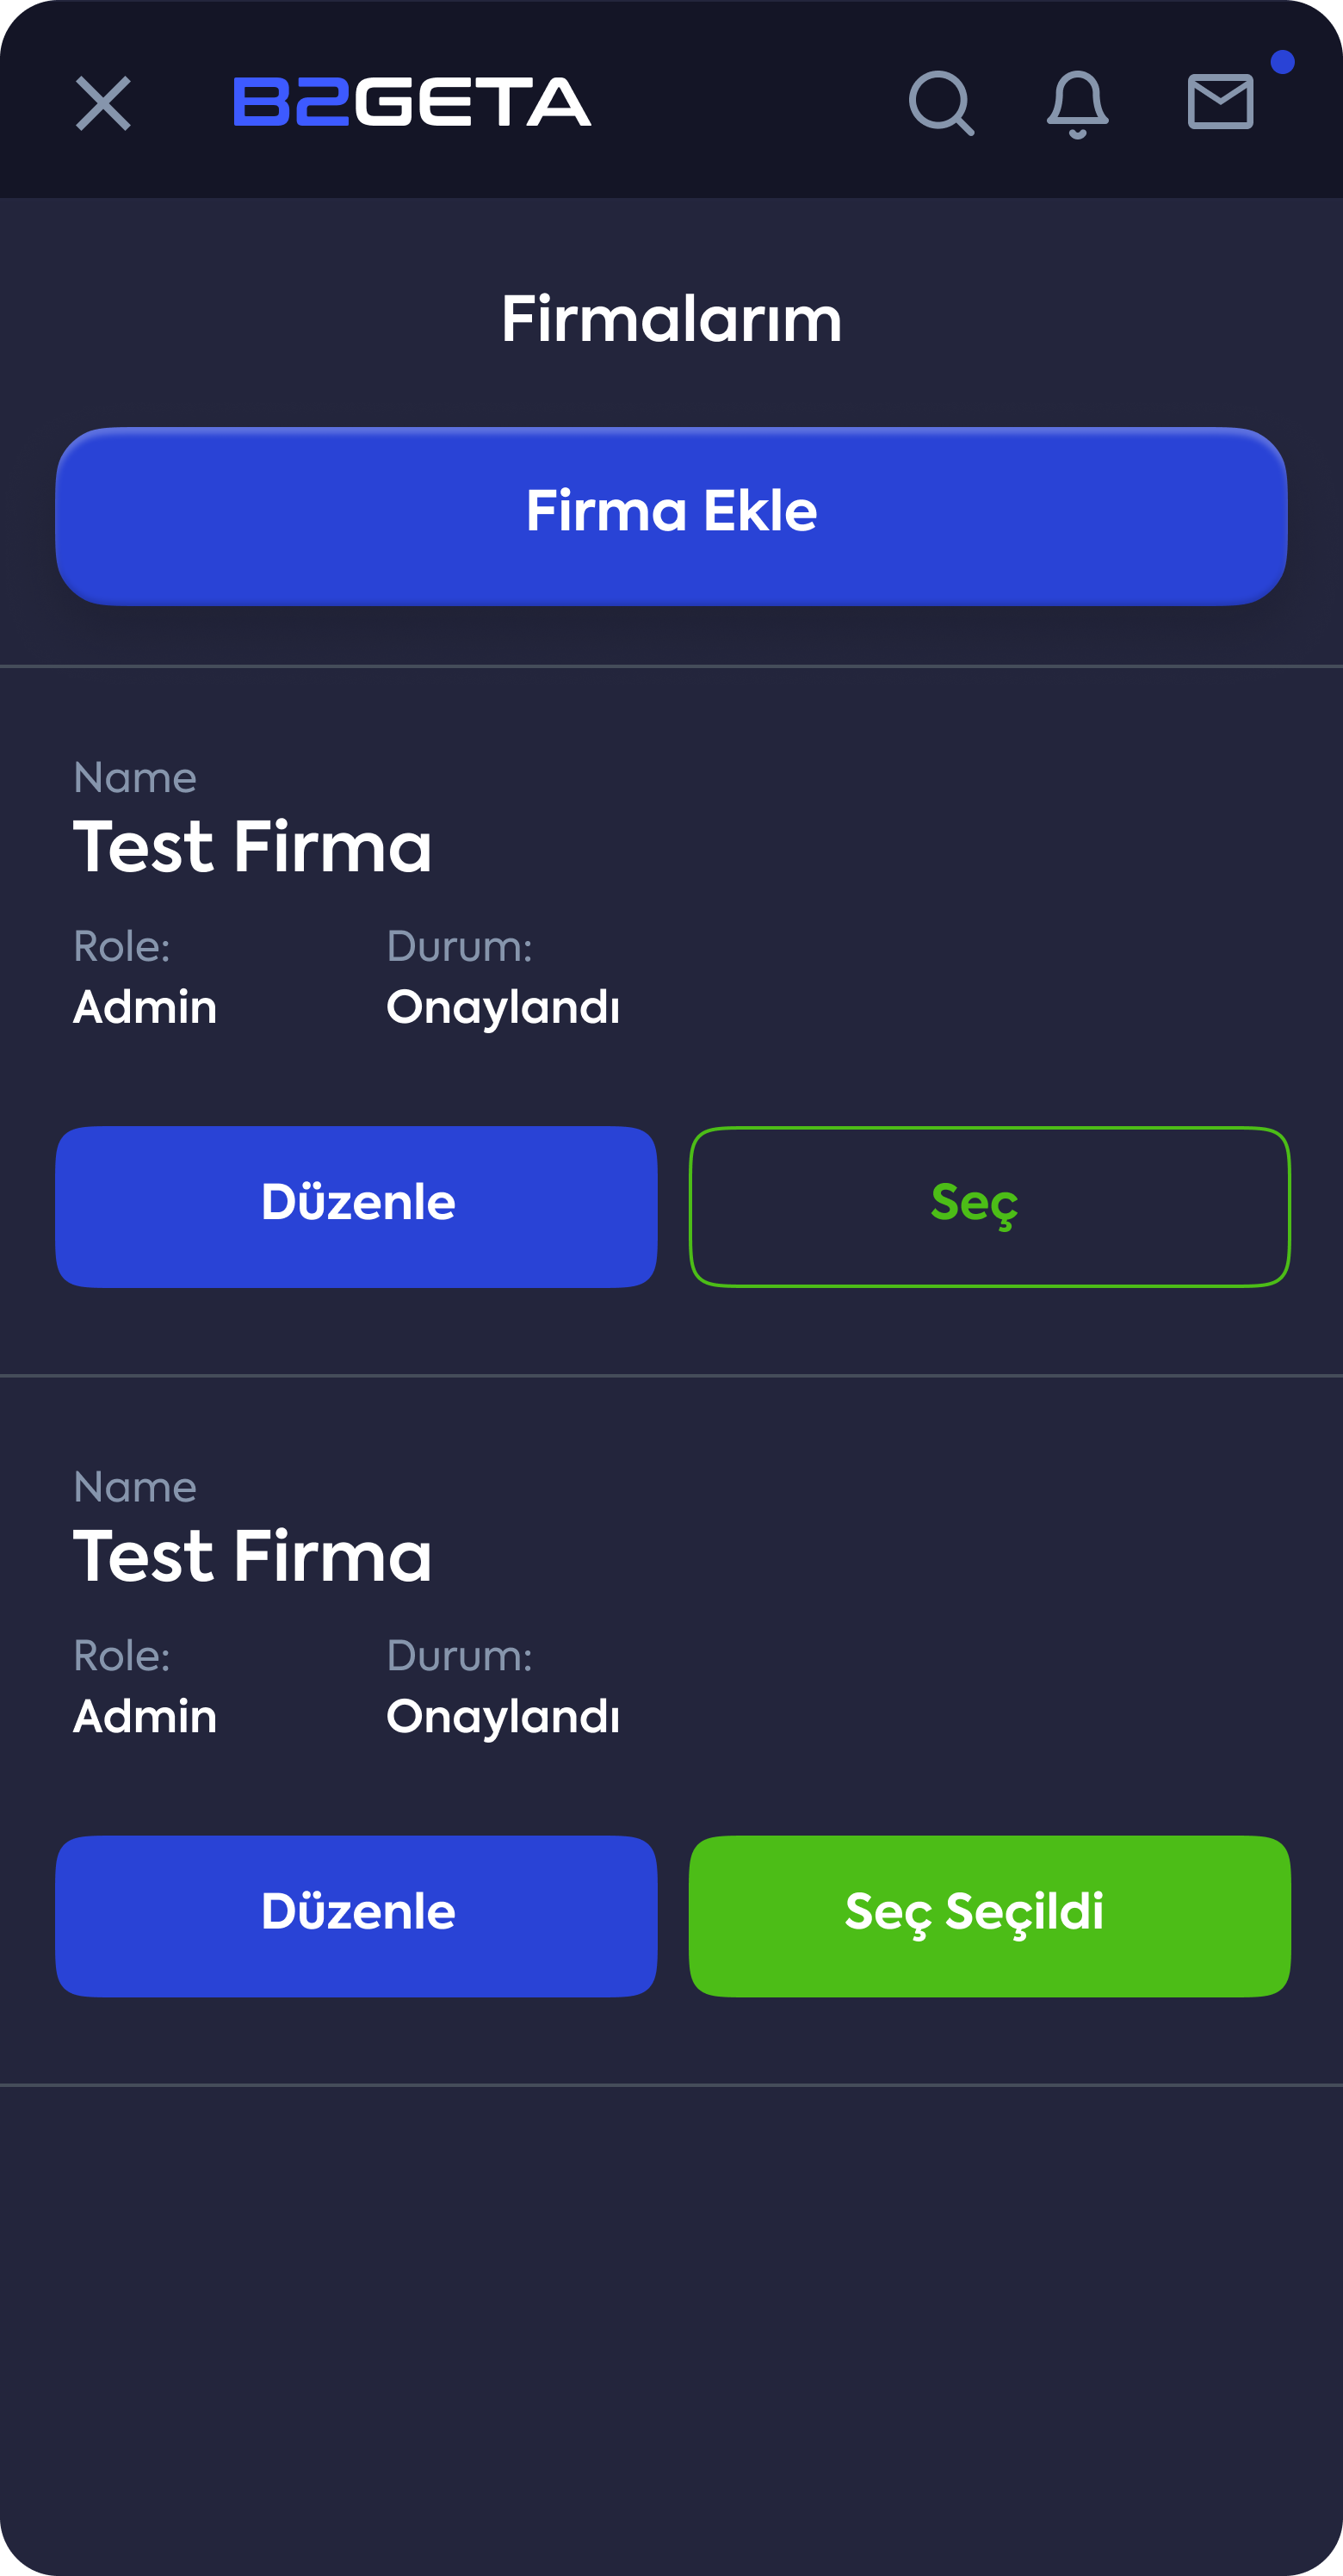 B2GETA
Firmalarım
Firma Ekle
Name
Test Firma
Role: Durum:
Admin Onaylandı
Düzenle Seç
Name
Test Firma
Role: Durum:
Admin Onaylandı
Düzenle Seç Seçildi